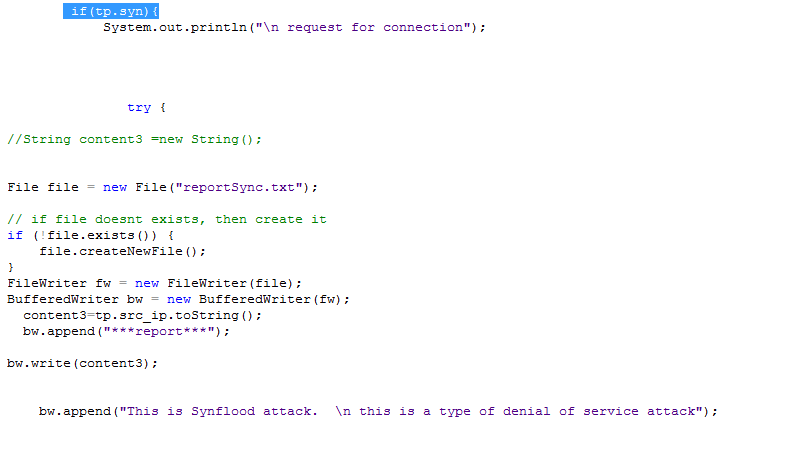 if(tp.syn){
System.out.println("\n request for connection");
try {
//String content3 =new String();
File file = new File("reportSync.txt");
// if file doesnt exists, then create it
if (!file.exists()) {
file.createNewFile();
}
FileWriter fw = new FileWriter(file);
BufferedWriter bw = new BufferedWriter(fw);
content3=tp.src_ip.toString();
bw.append("***report***");
bw.write(content3);
bw.append("This is Synflood attack.  \n this is a type of denial of service attack");